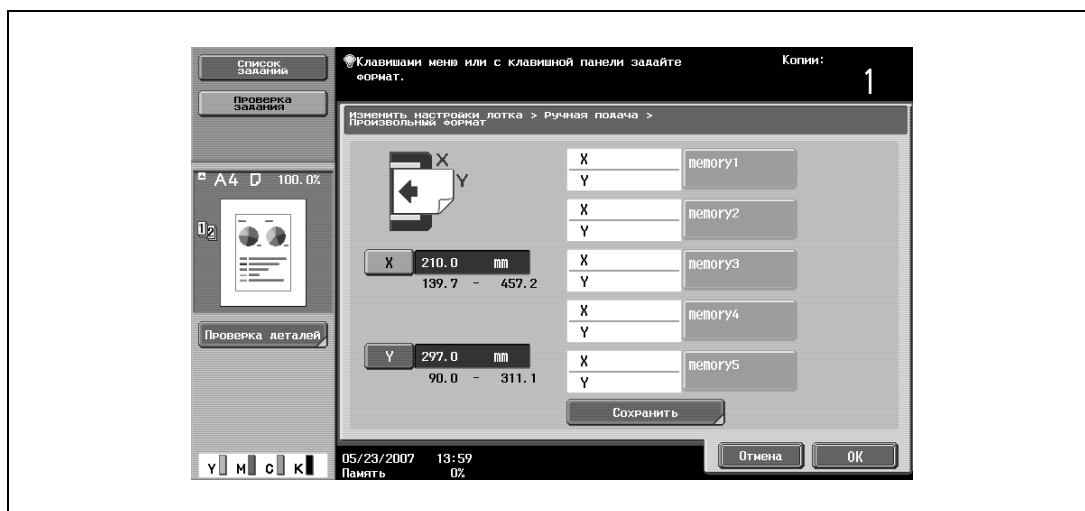 Список
заданий
Проверка
задания
A4 100.0%
1 2
Проверка деталей
Y M C K
Клавишами меню или с клавишной панели задайте
формат.
Копии:
1
Изменить настройки лотка > Ручная подача >
Произвольный формат
X
Y
X 210.0 mm
139.7 - 457.2
Y 297.0 mm
90.0 - 311.1
X
Y
memory1
X
Y
memory2
X
Y
memory3
X
Y
memory4
X
Y
memory5
Сохранить
05/23/2007 13:59
Память 0%
Отмена
OK